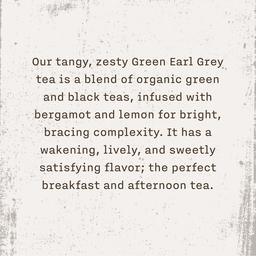 Our tangy, zesty Green Earl Grey
tea is a blend of organic green
and black teas, infused with
bergamot and lemon for bright,
bracing complexity. It has a
wakening, lively, and sweetly
satisfying flavor; the perfect
breakfast and afternoon tea.